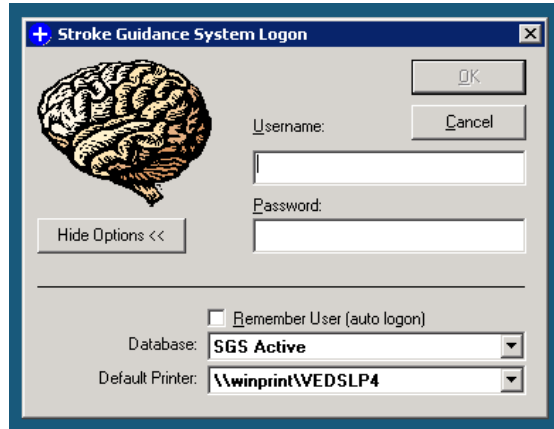 Stroke Guidance System Logon
OK
Username:
Cancel
Password:
Hide Options <<
Remember User (auto logon)
Database: SGS Active
Default Printer: \\winprint\VEDSLP4